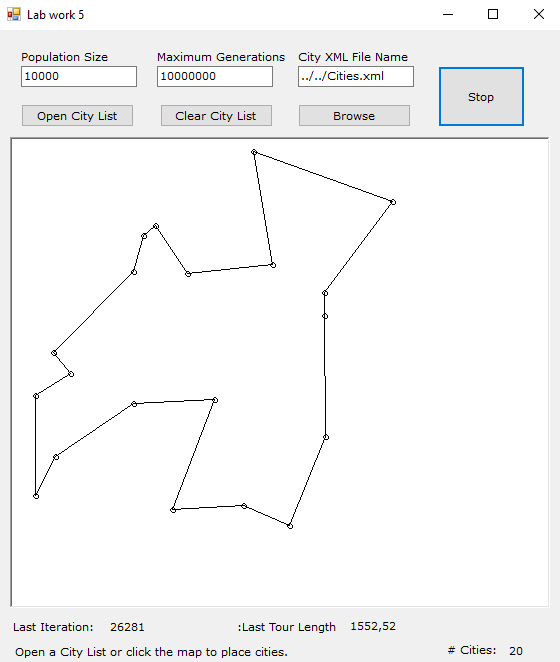 Lab work 5
Population Size Maximum Generations City XML File Name
10000 10000000 ../../Cities.xml
Stop
Open City List Clear City List Browse
Last Iteration: 26281 :Last Tour Length 1552,52
Open a City List or click the map to place cities. # Cities: 20